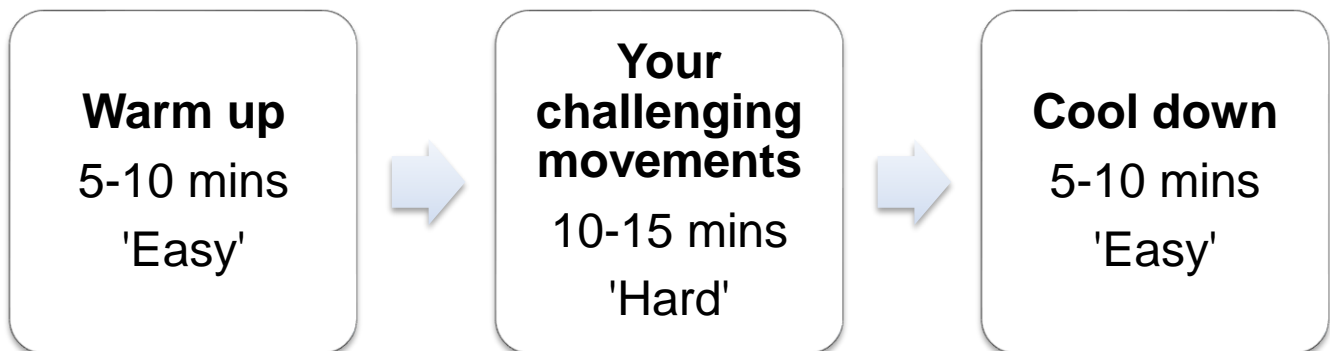 Warm up
5-10 mins
'Easy'
Your
challenging
movements
10-15 mins
'Hard'
Cool down
5-10 mins
'Easy'